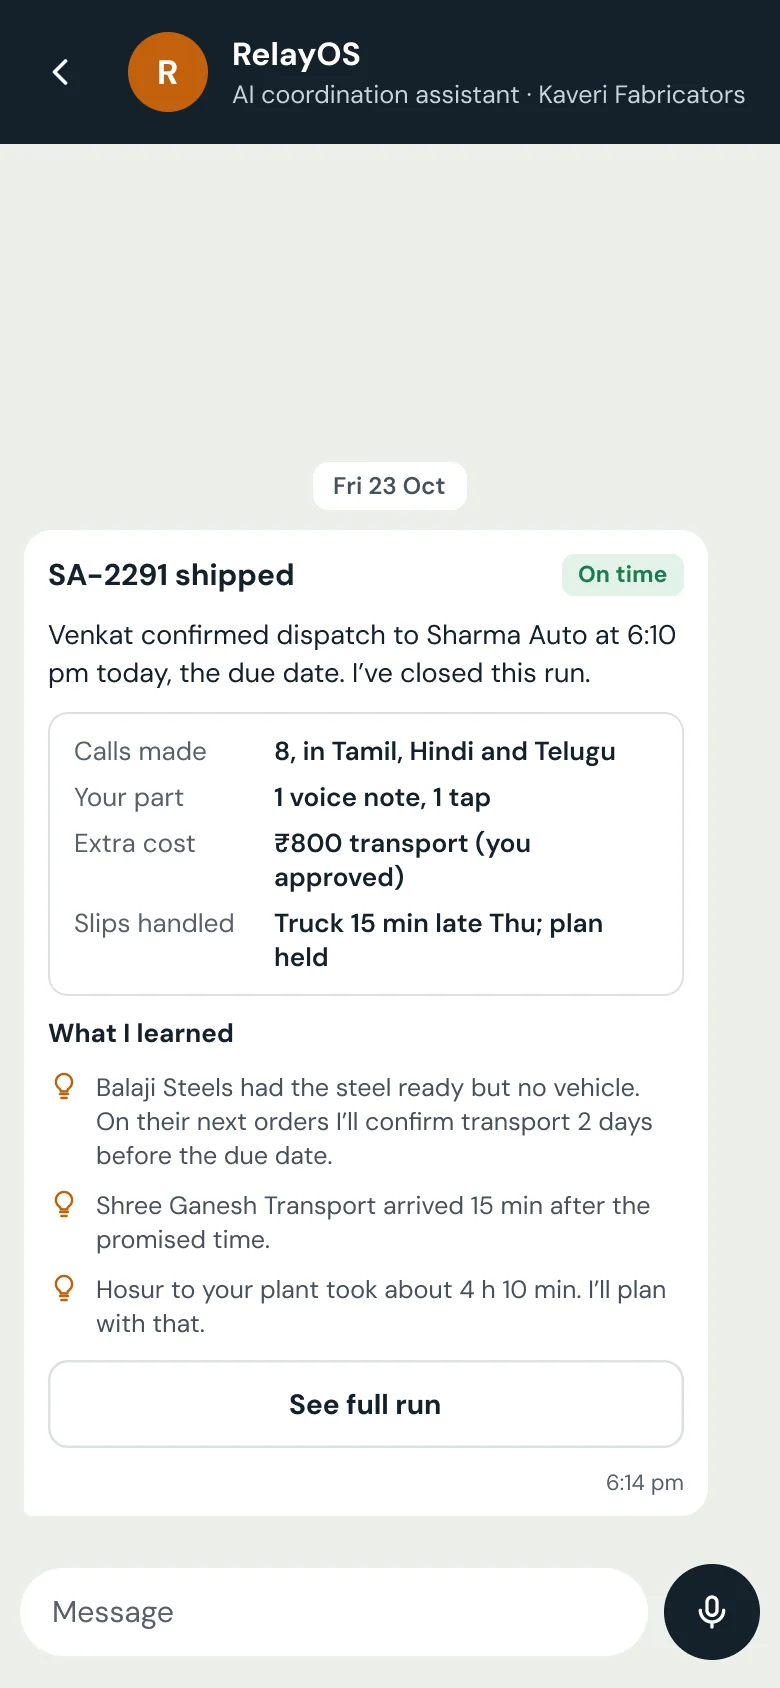 R
RelayOS
AI coordination assistant · Kaveri Fabricators
Fri 23 Oct
SA-2291 shipped
On time
Venkat confirmed dispatch to Sharma Auto at 6:10
pm today, the due date. I’ve closed this run.
Calls made 8, in Tamil, Hindi and Telugu
Your part 1 voice note, 1 tap
Extra cost ₹800 transport (you
approved)
Slips handled Truck 15 min late Thu; plan
held
What I learned
Balaji Steels had the steel ready but no vehicle.
On their next orders I’ll confirm transport 2 days
before the due date.
Shree Ganesh Transport arrived 15 min after the
promised time.
Hosur to your plant took about 4 h 10 min. I’ll plan
with that.
See full run
6:14 pm
Message